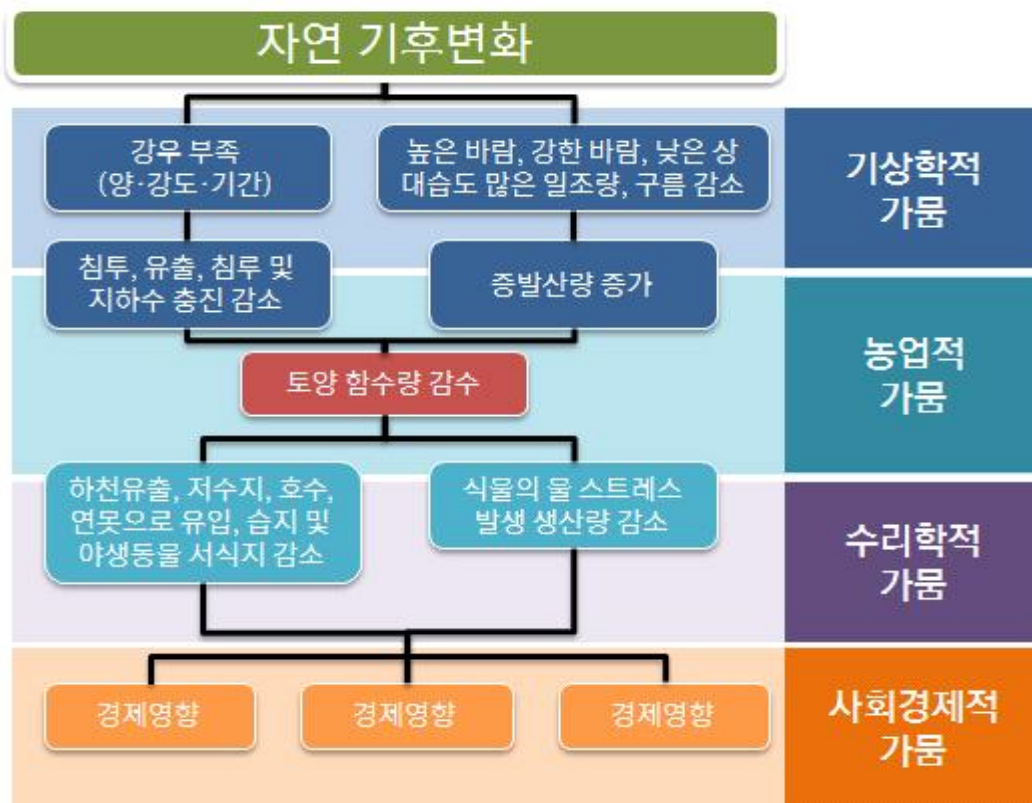 자연 기후변화
강우 부족
(양·강도·기간)
높은 바람, 강한 바람, 낮은 상
대습도 많은 일조량, 구름 감소
기상학적
가뭄
침투, 유출, 침루 및
지하수 충진 감소
증발산량 증가
농업적
가뭄
토양 함수량 감수
하천유출, 저수지, 호수,
연못으로 유입, 습지 및
야생동물 서식지 감소
식물의 물 스트레스
발생 생산량 감소
수리학적
가뭄
경제영향
경제영향
경제영향
사회경제적
가뭄